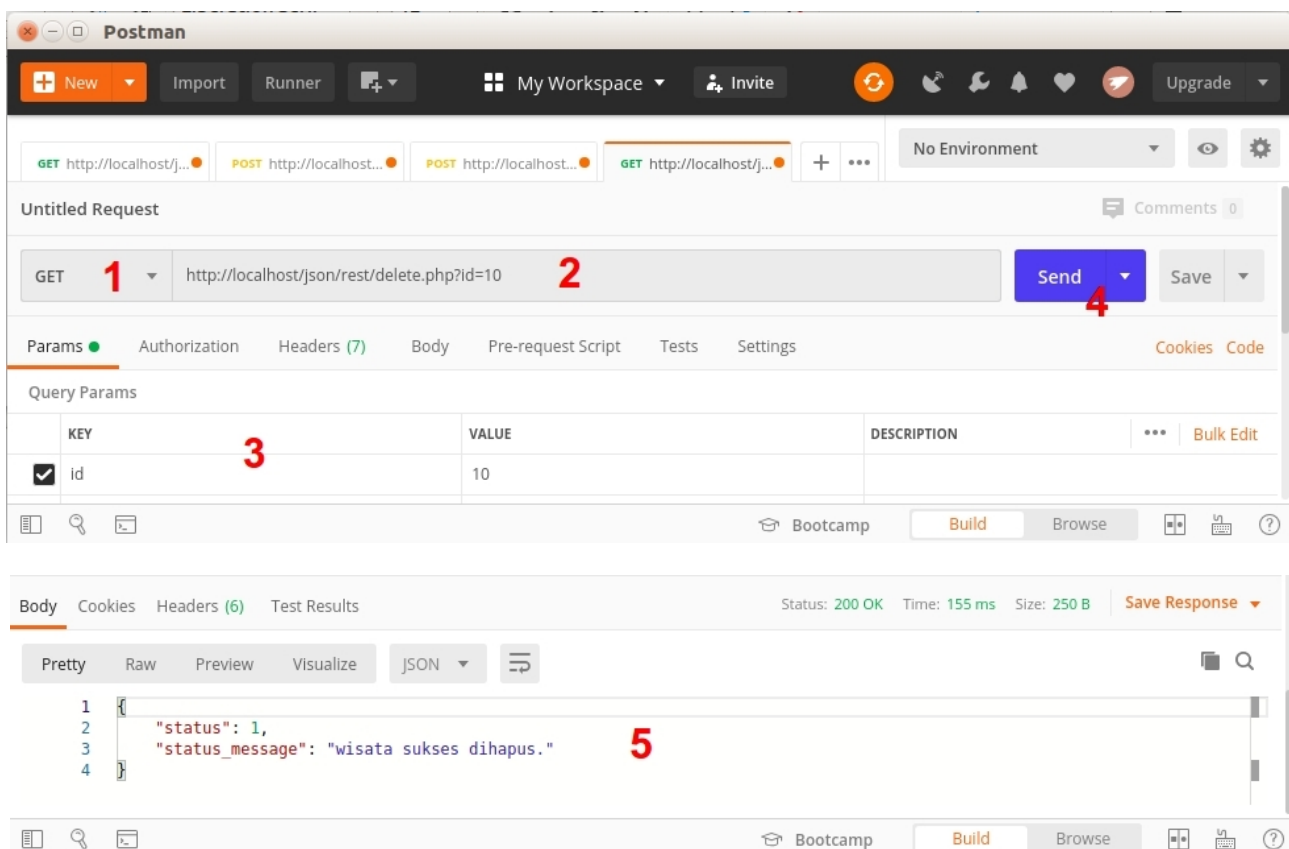 Postman
New Import Runner My Workspace Invite Upgrade
GET http://localhost/j... POST http://localhost... POST http://localhost... GET http://localhost/j... + ••• No Environment
Untitled Request Comments 0
GET 1 http://localhost/json/rest/delete.php?id=10 2 Send 4 Save
Params Authorization Headers (7) Body Pre-request Script Tests Settings Cookies Code
Query Params
KEY 3 VALUE DESCRIPTION ••• Bulk Edit
id 10
Bootcamp Build Browse
Body Cookies Headers (6) Test Results Status: 200 OK Time: 155 ms Size: 250 B Save Response
Pretty Raw Preview Visualize JSON
1 {
2 "status": 1,
3 "status_message": "wisata sukses dihapus." 5
4 }
Bootcamp Build Browse